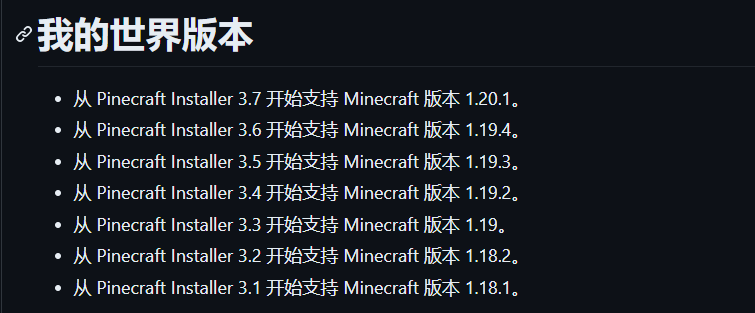 我的世界版本
从 Pinecraft Installer 3.7 开始支持 Minecraft 版本 1.20.1。
从 Pinecraft Installer 3.6 开始支持 Minecraft 版本 1.19.4。
从 Pinecraft Installer 3.5 开始支持 Minecraft 版本 1.19.3。
从 Pinecraft Installer 3.4 开始支持 Minecraft 版本 1.19.2。
从 Pinecraft Installer 3.3 开始支持 Minecraft 版本 1.19。
从 Pinecraft Installer 3.2 开始支持 Minecraft 版本 1.18.2。
从 Pinecraft Installer 3.1 开始支持 Minecraft 版本 1.18.1。